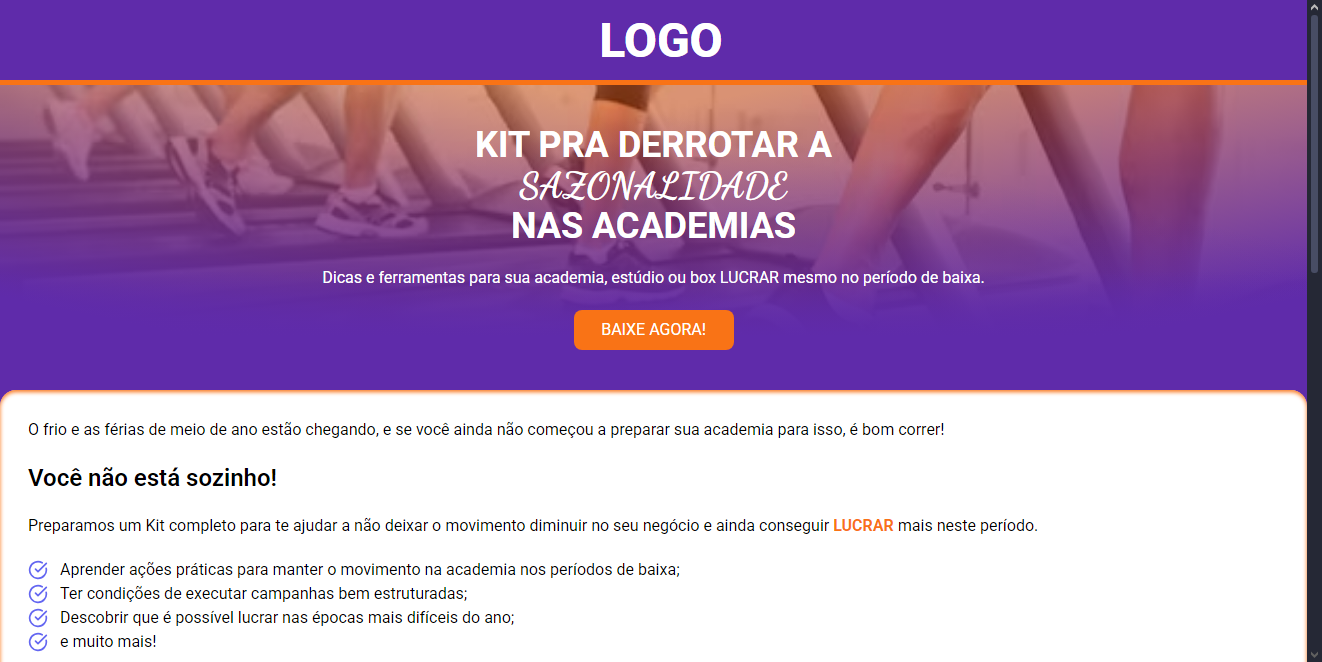 LOGO
KIT PRA DERROTAR A
SAZONALIDADE
NAS ACADEMIAS
Dicas e ferramentas para sua academia, estúdio ou box LUCRAR mesmo no período de baixa.
BAIXE AGORA!
O frio e as férias de meio de ano estão chegando, e se você ainda não começou a preparar sua academia para isso, é bom correr!
Você não está sozinho!
Preparamos um Kit completo para te ajudar a não deixar o movimento diminuir no seu negócio e ainda conseguir LUCRAR mais neste período.
Aprender ações práticas para manter o movimento na academia nos períodos de baixa;
Ter condições de executar campanhas bem estruturadas;
Descobrir que é possível lucrar nas épocas mais difíceis do ano;
e muito mais!